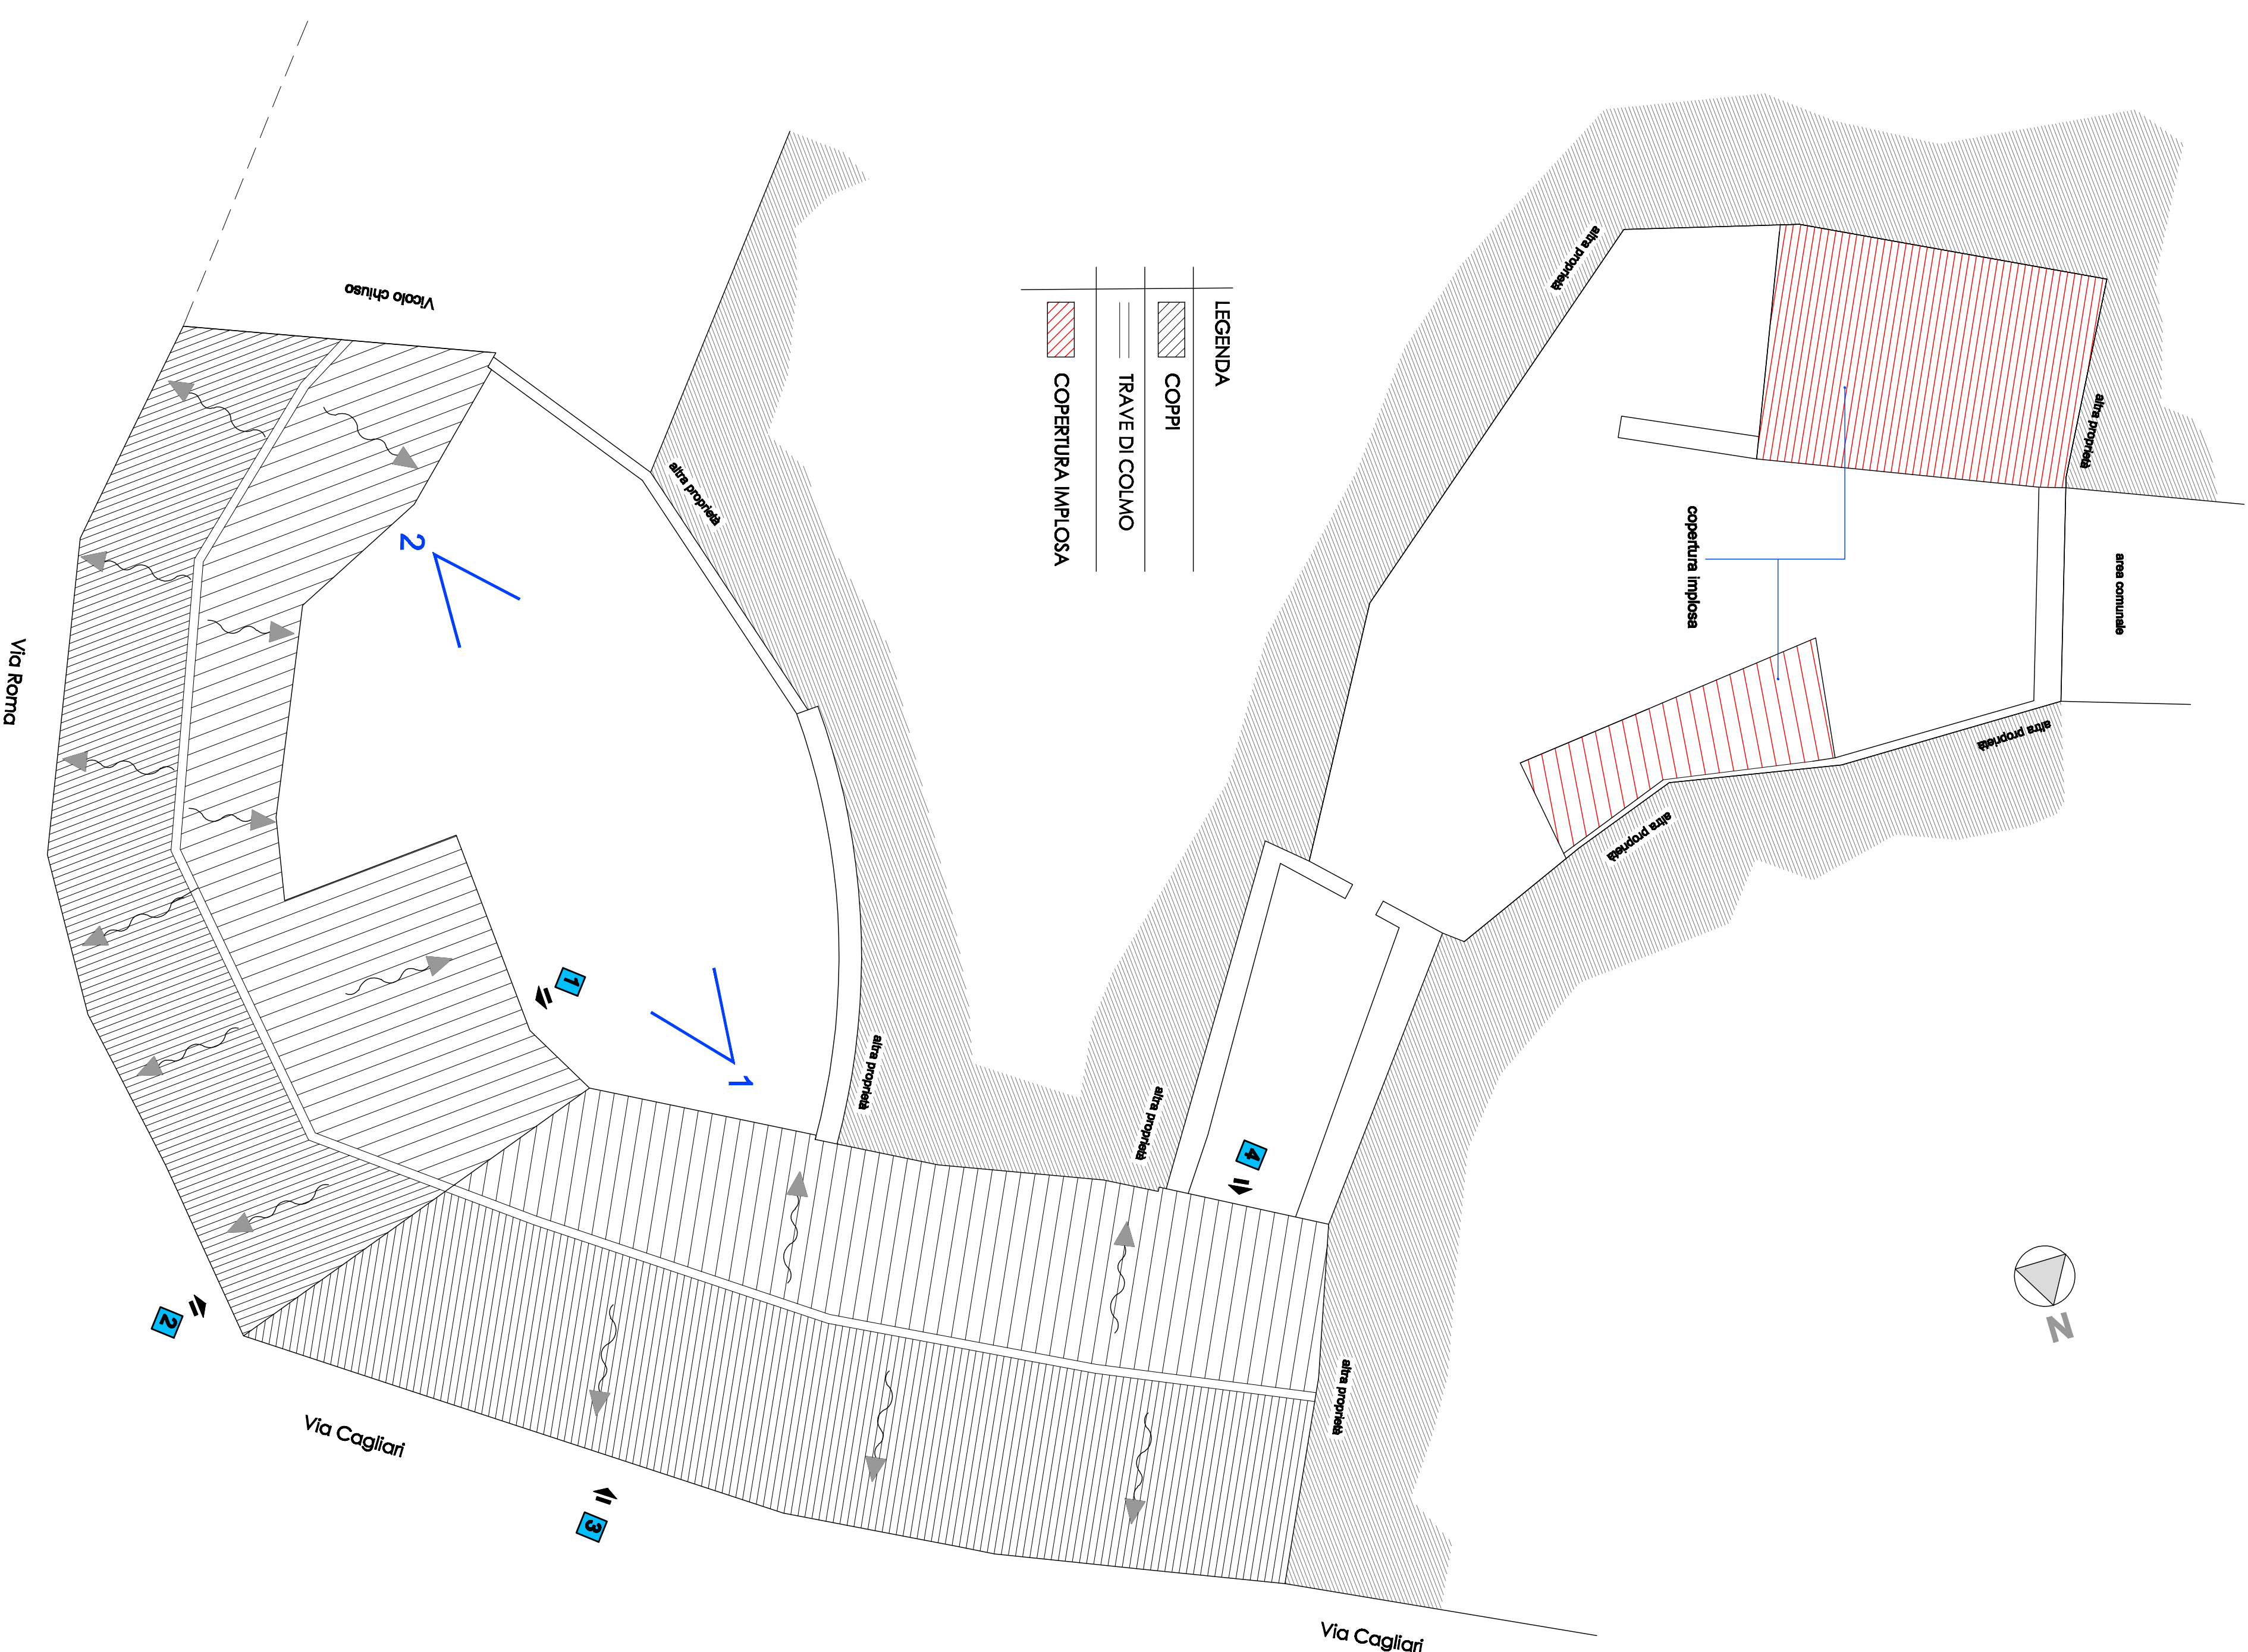 LEGENDA
COPPI
TRAVE DI COLMO
COPERTURA IMPLOSA
altra proprietà
altra proprietà
area comunale
copertura implosa
altra proprietà
altra proprietà
Vicolo chiuso
altra proprietà
2
Via Roma
1
1
altra proprietà
altra proprietà
4
N
2
altra proprietà
Via Cagliari
3
Via Cagliari